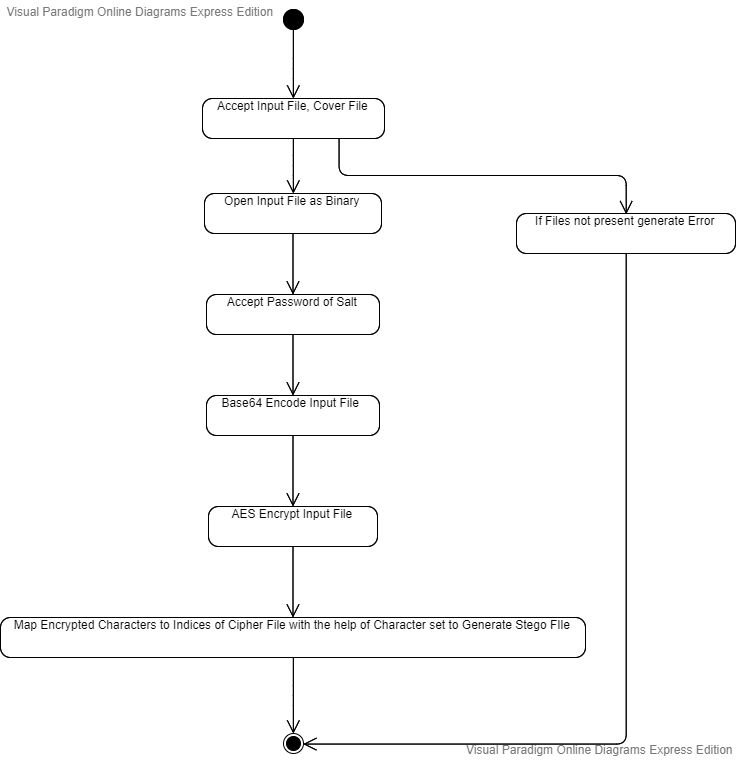 Visual Paradigm Online Diagrams Express Edition
Accept Input File, Cover File
Open Input File as Binary
If Files not present generate Error
Accept Password of Salt
Base64 Encode Input File
AES Encrypt Input File
Map Encrypted Characters to Indices of Cipher File with the help of Character set to Generate Stego FIle
Visual Paradigm Online Diagrams Express Edition